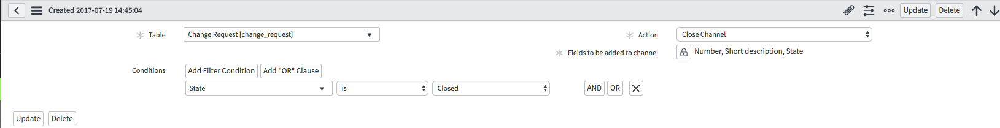 Created 2017-07-19 14:45:04 Update Delete
Table Change Request [change_request] Action Close Channel
Fields to be added to channel Number, Short description, State
Conditions Add Filter Condition Add "OR" Clause
State is Closed AND OR
Update Delete